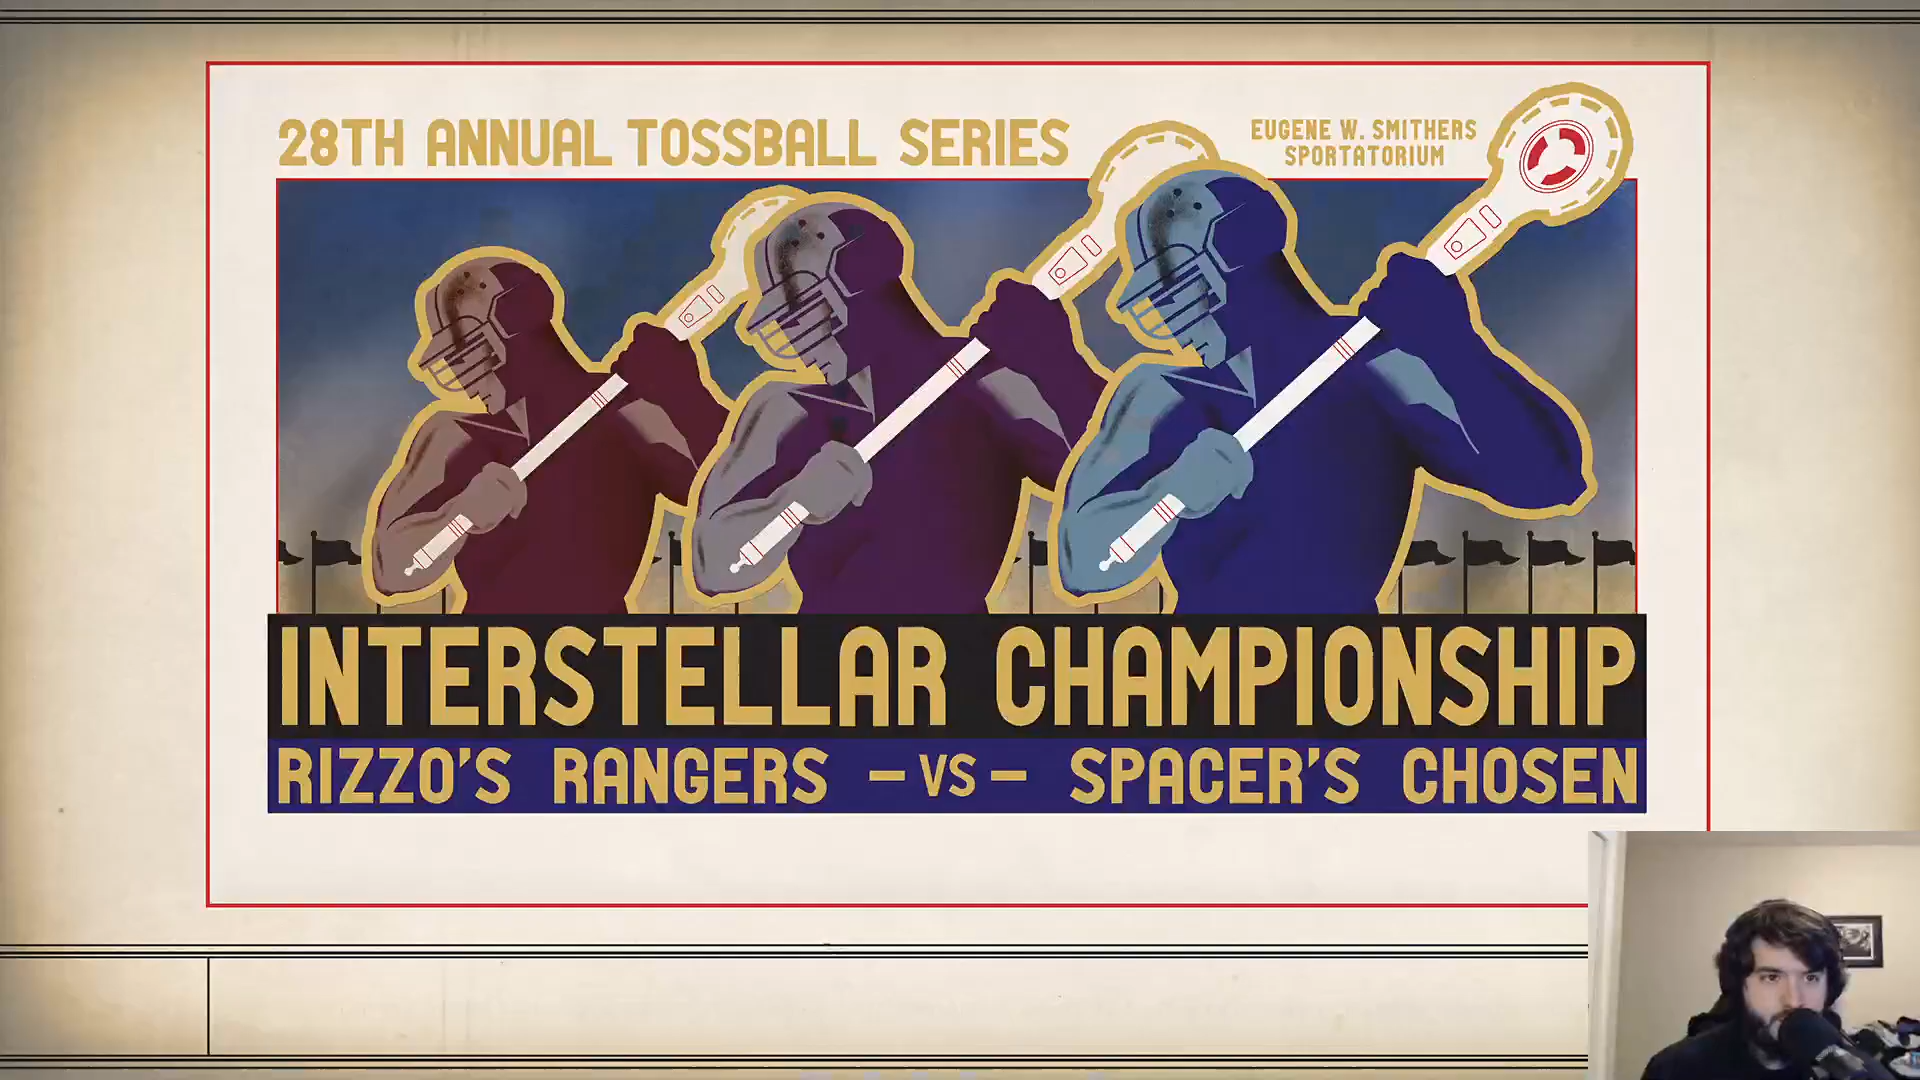 28TH ANNUAL TOSSBALL SERIES
EUGENE W. SMITHERS
SPORTATORIUM
INTERSTELLAR CHAMPIONSHIP
RIZZO'S RANGERS – VS – SPACER'S CHOSEN